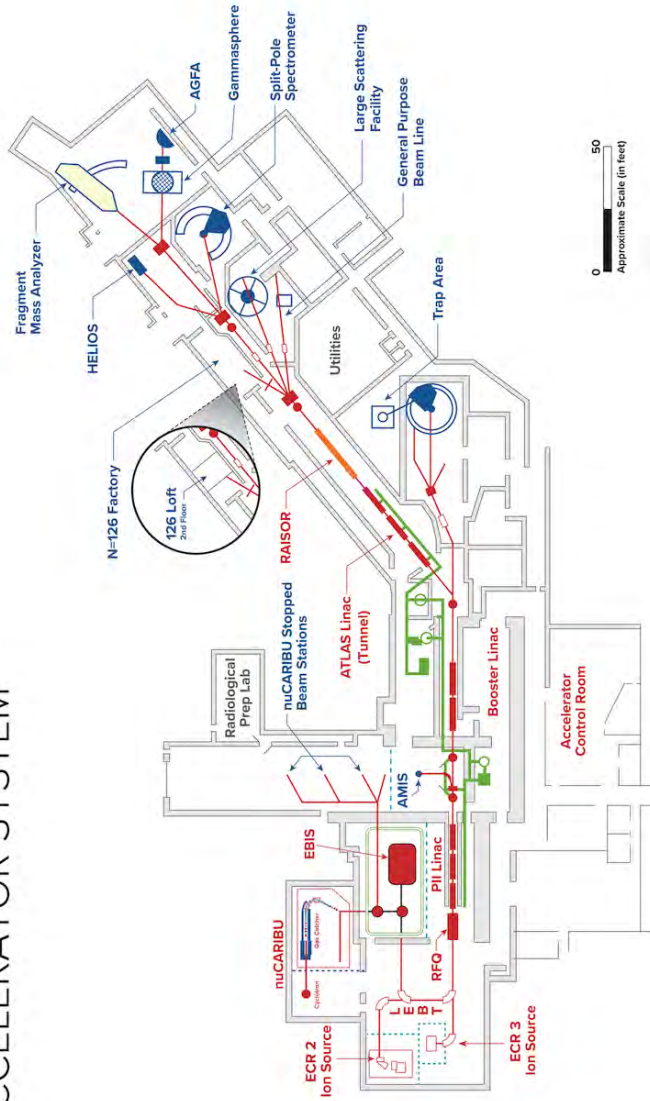 CCELERATOR SYSTEM
Fragment
Mass Analyzer
HELIOS
N=126 Factory
126 Loft
2nd Floor
AGFA
Gammasphere
Split-Pole
Spectrometer
Large Scattering
Facility
General Purpose
Beam Line
Utilities
Trap Area
RAISOR
ATLAS Linac
(Tunnel)
nuCARIBU Stopped
Beam Stations
Radiological
Prep Lab
AMIS
Booster Linac
Accelerator
Control Room
EBIS
PII Linac
nuCARIBU
Gas Catcher
Cyclotron
RFQ
L
E
B
T
ECR 2
Ion Source
ECR 3
Ion Source
0
50
Approximate Scale (in feet)